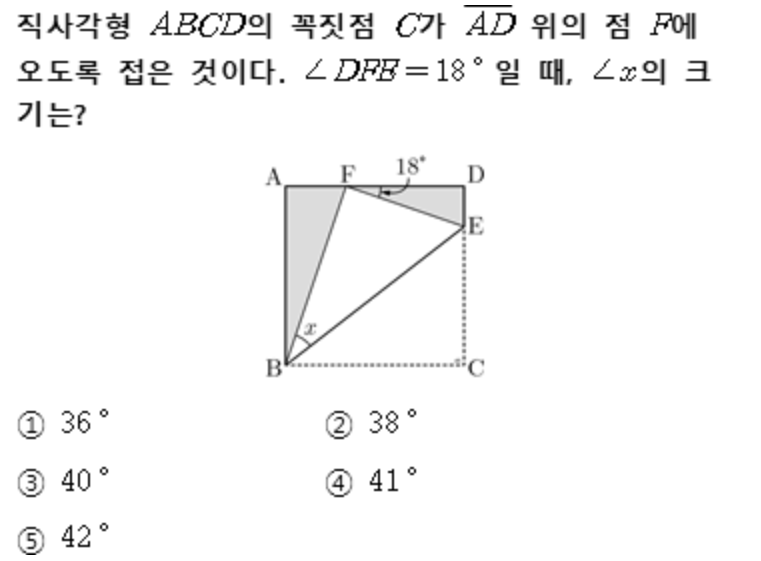 직사각형 ABCD의 꼭짓점 C가 \overline{AD} 위의 점 F에
오도록 접은 것이다. ∠DFE=18°일 때, ∠x의 크
기는?
A F 18° D
E
x
B C
① 36° ② 38°
③ 40° ④ 41°
⑤ 42°